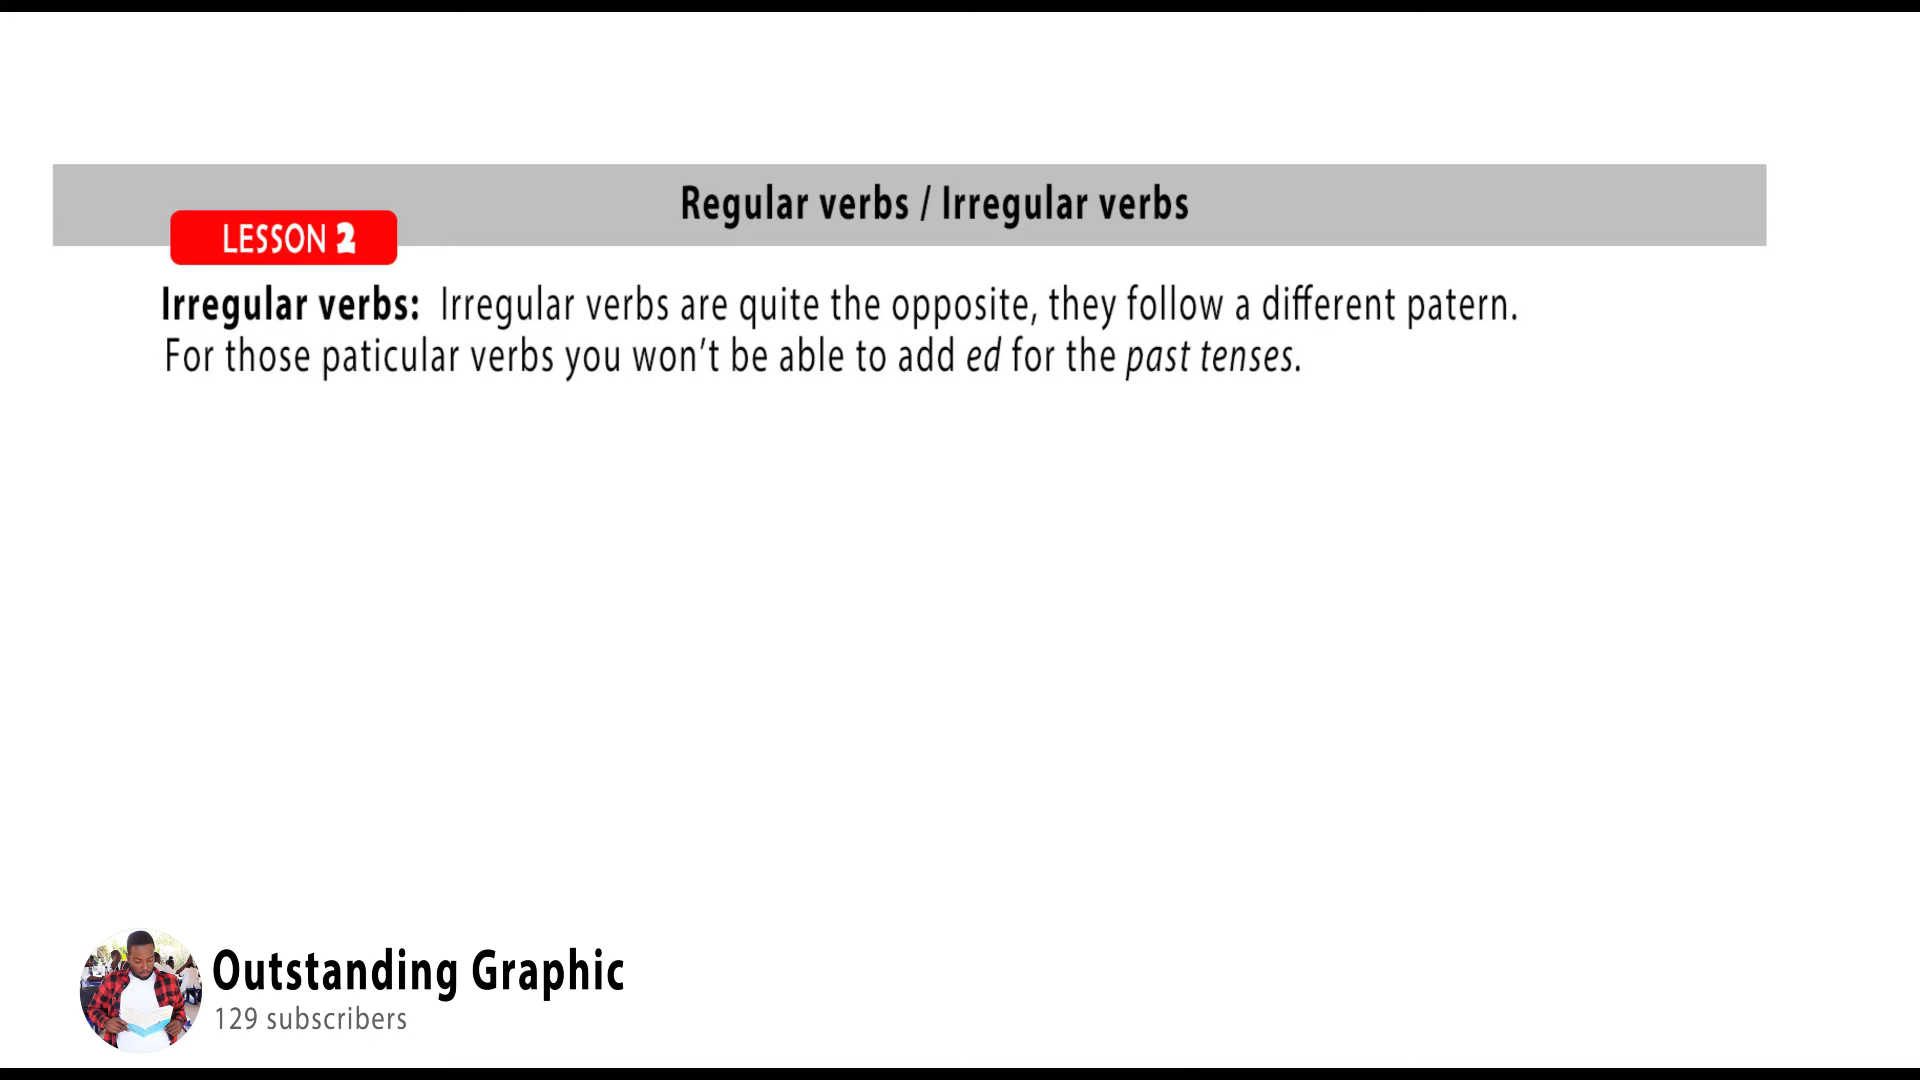 Regular verbs / Irregular verbs
LESSON 2
Irregular verbs: Irregular verbs are quite the opposite, they follow a different patern.
For those paticular verbs you won't be able to add ed for the past tenses.
Outstanding Graphic
129 subscribers